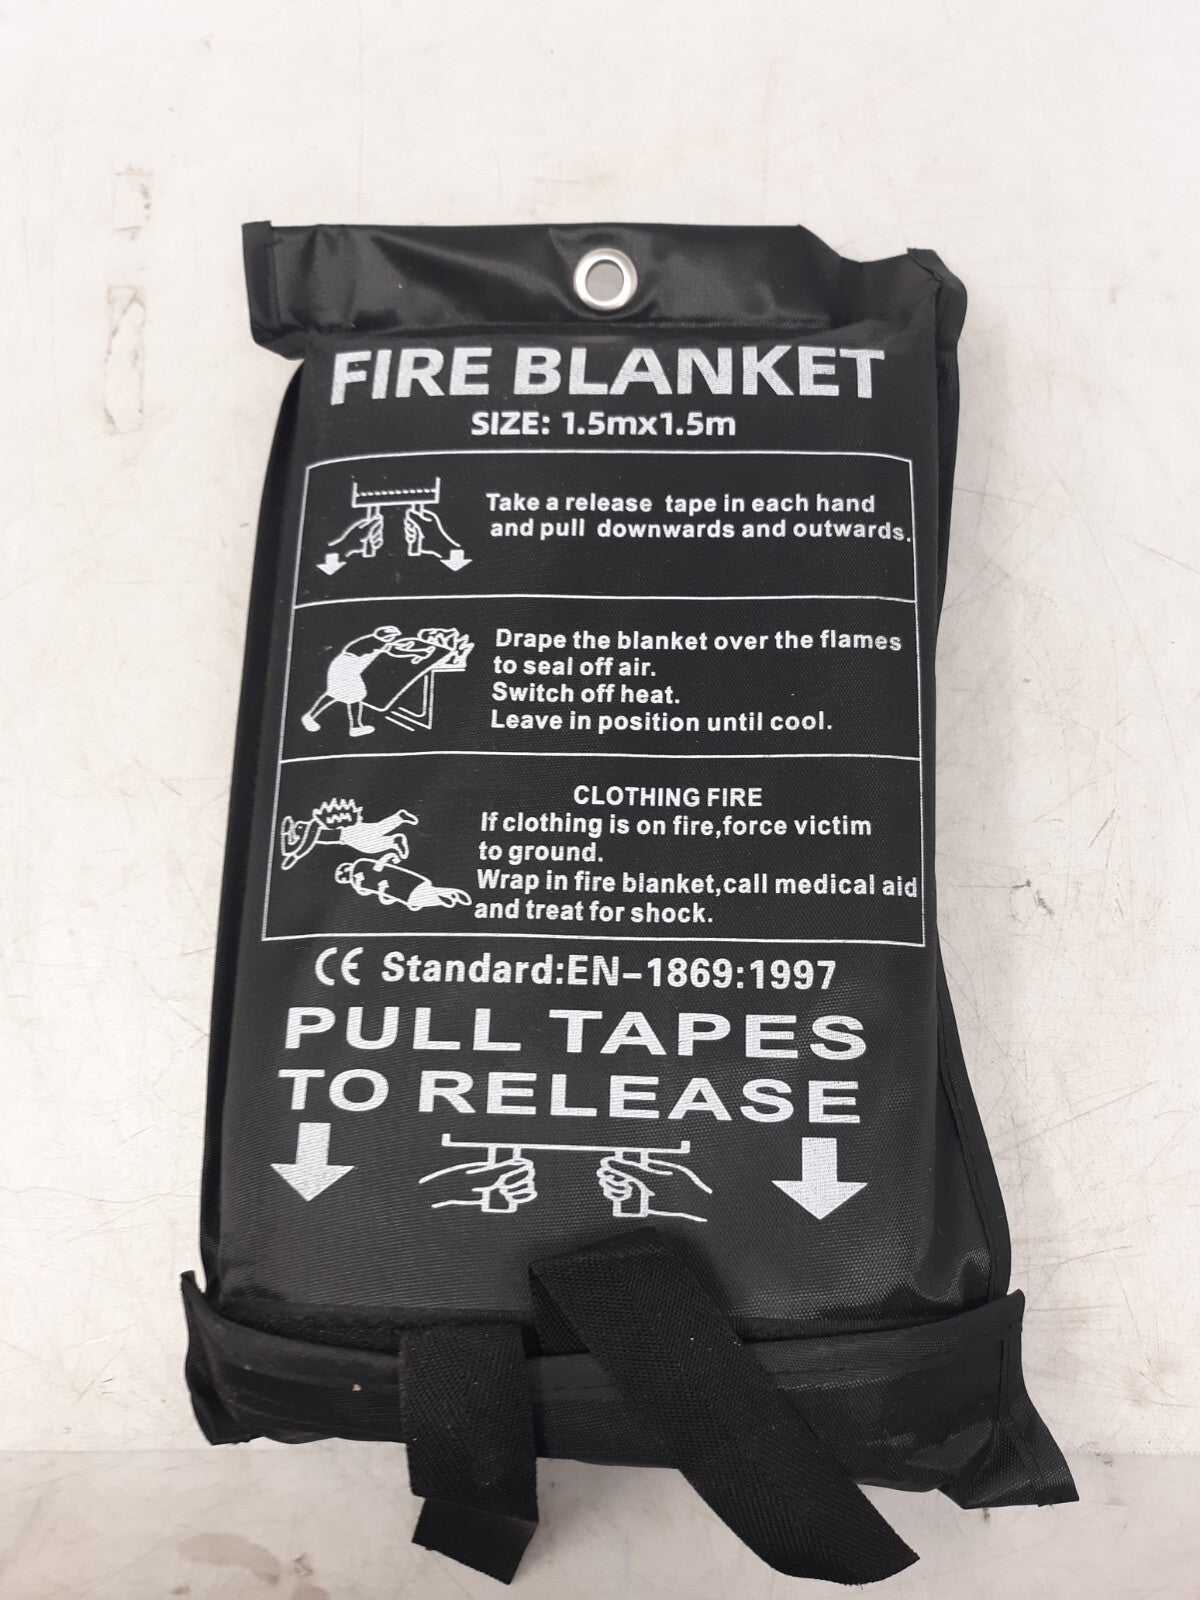 FIRE BLANKET
SIZE: 1.5mx1.5m
Take a release tape in each hand
and pull downwards and outwards.
Drape the blanket over the flames
to seal off air.
Switch off heat.
Leave in position until cool.
CLOTHING FIRE
If clothing is on fire,force victim
to ground.
Wrap in fire blanket,call medical aid
and treat for shock.
CE Standard:EN-1869:1997
PULL TAPES
TO RELEASE